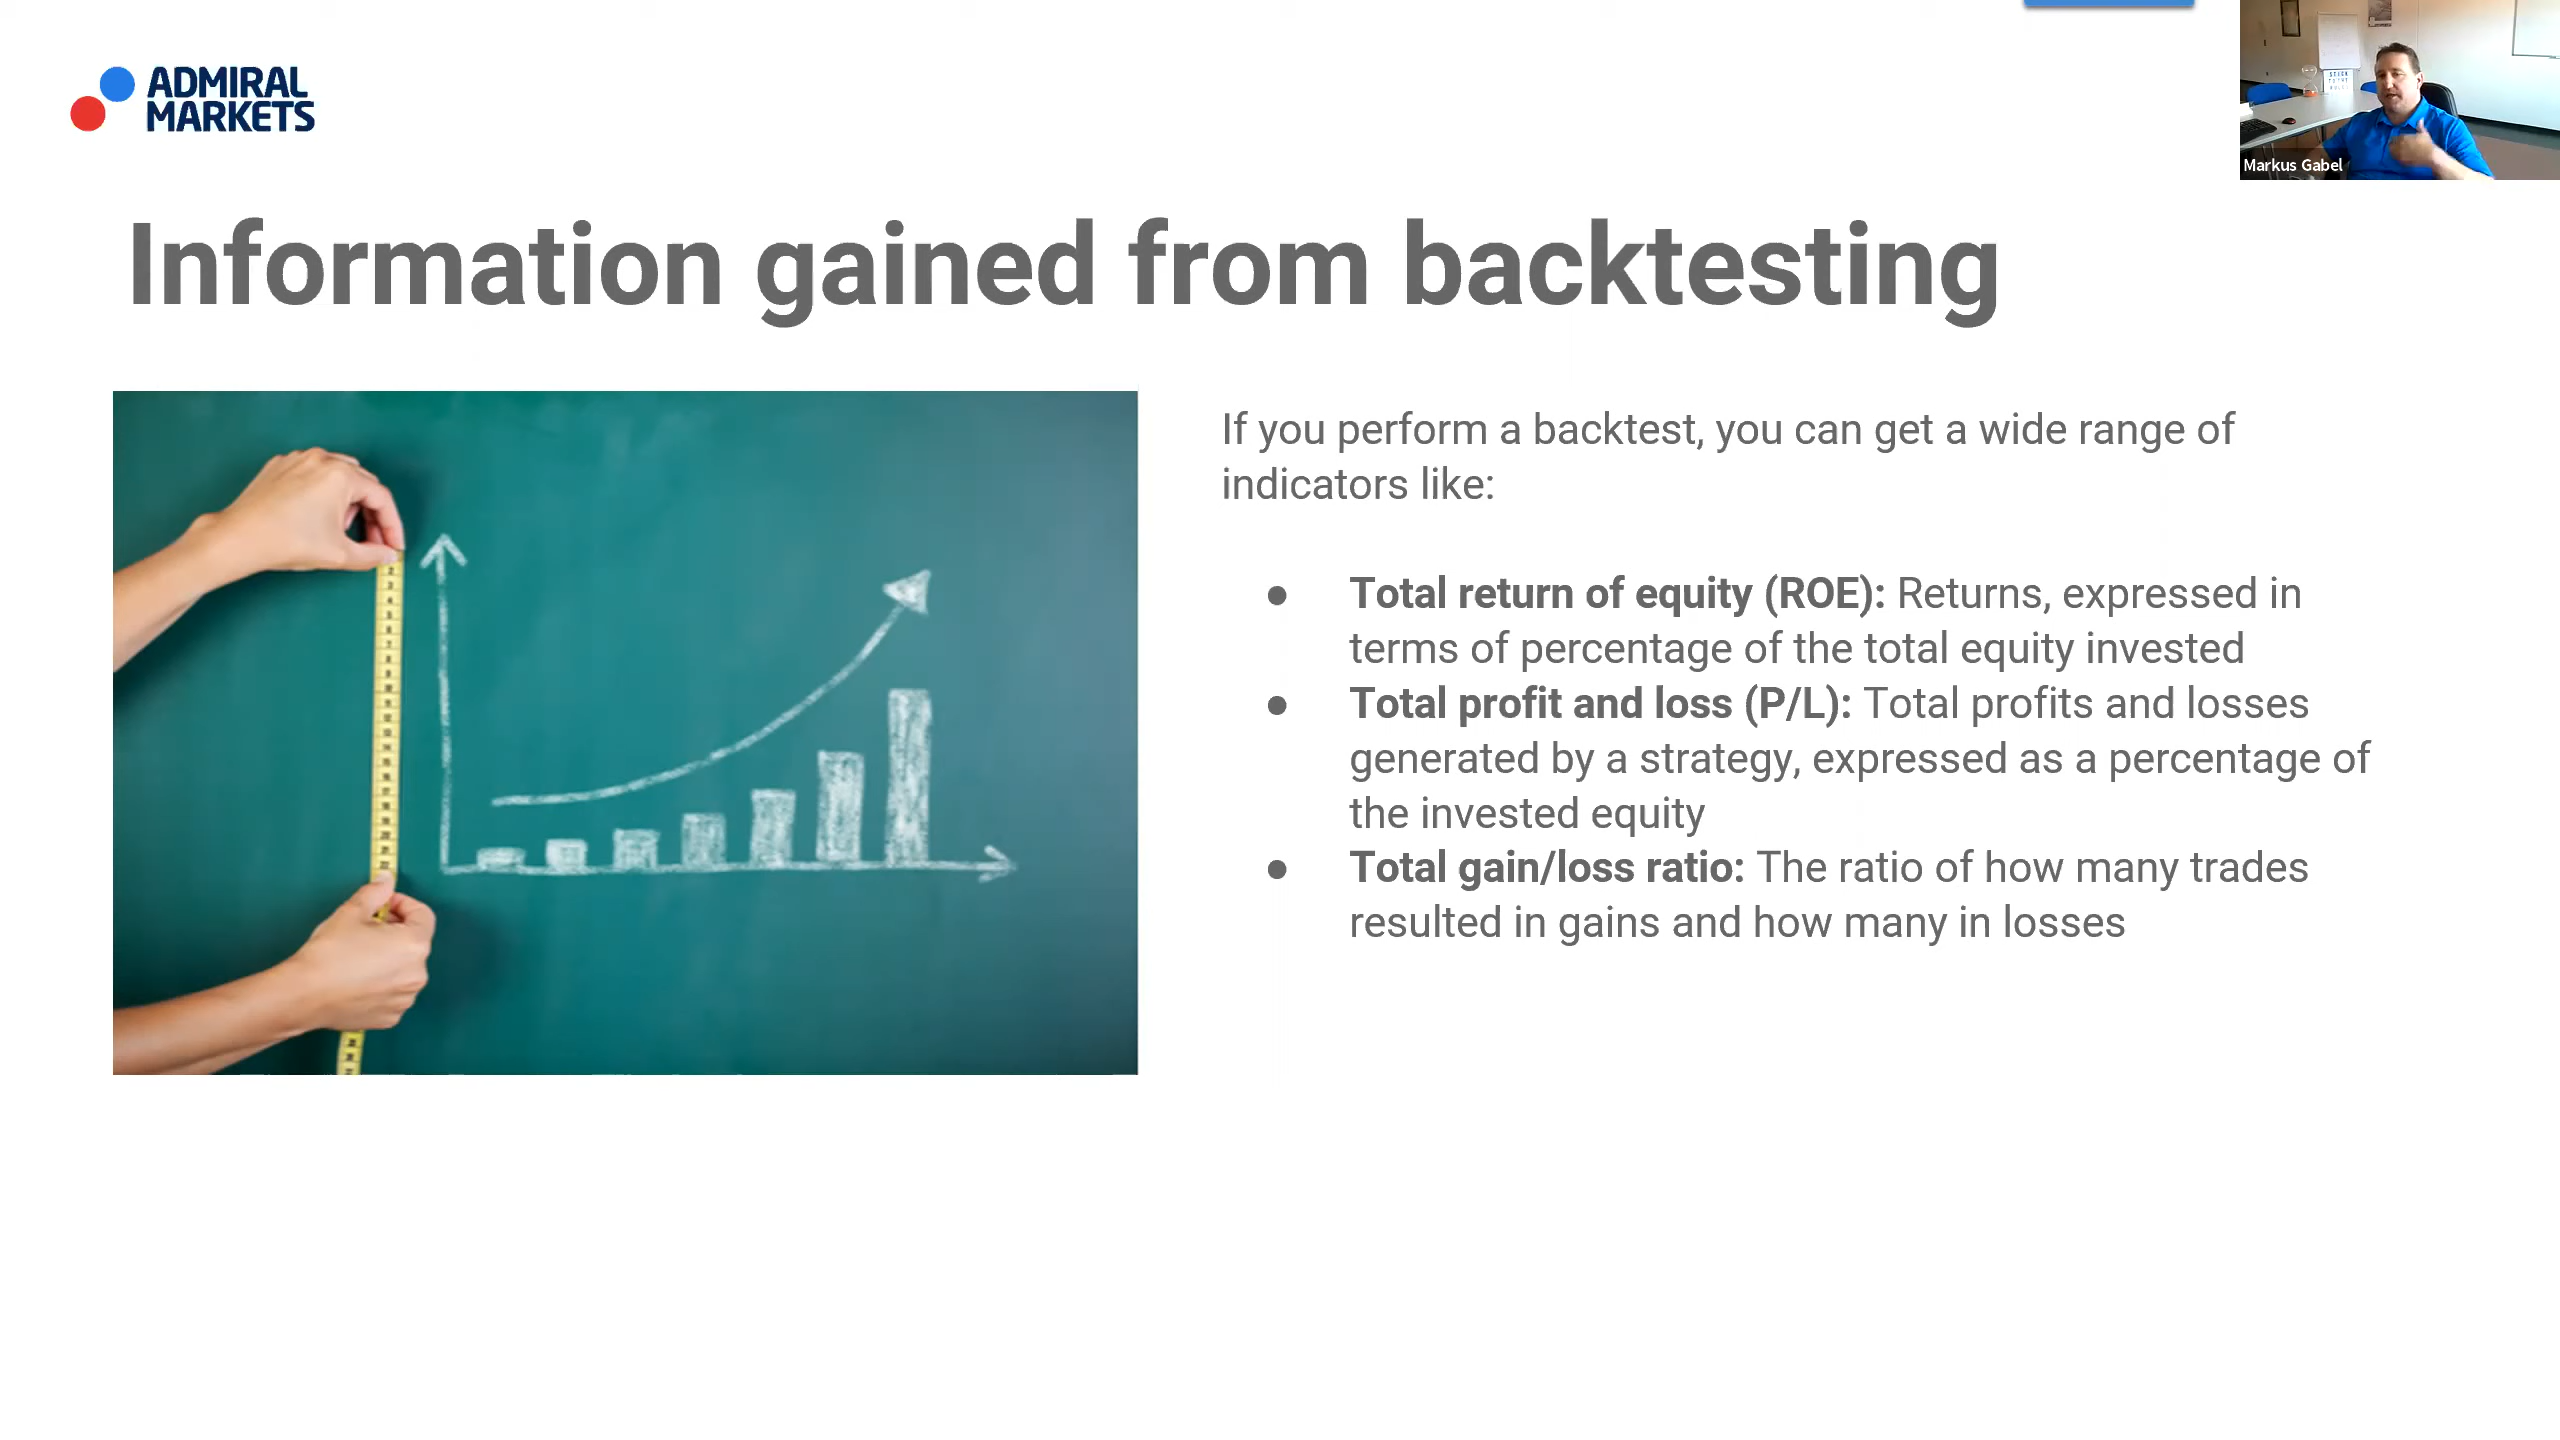 ADMIRAL
MARKETS
Markus Gabel
Information gained from backtesting
If you perform a backtest, you can get a wide range of
indicators like:
● Total return of equity (ROE): Returns, expressed in
terms of percentage of the total equity invested
● Total profit and loss (P/L): Total profits and losses
generated by a strategy, expressed as a percentage of
the invested equity
● Total gain/loss ratio: The ratio of how many trades
resulted in gains and how many in losses